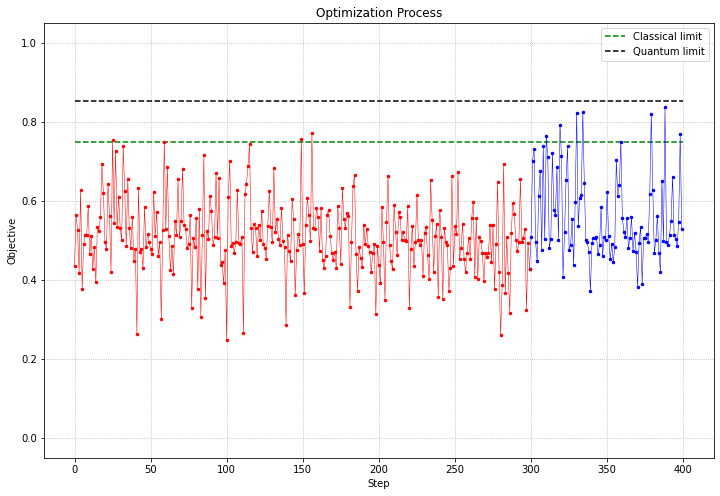 Optimization Process
Classical limit
Quantum limit
Objective
1.0
0.8
0.6
0.4
0.2
0.0
0 50 100 150 200 250 300 350 400
Step